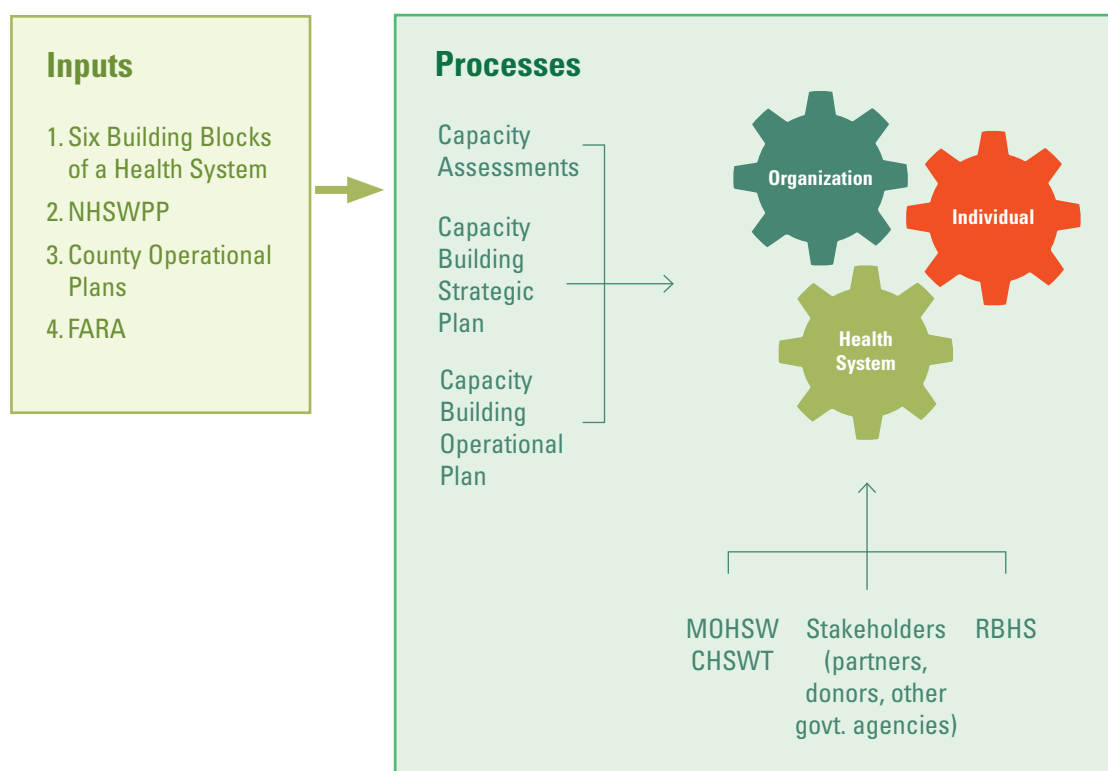 Inputs
1. Six Building Blocks
of a Health System
2. NHSWPP
3. County Operational
Plans
4. FARA
Processes
Capacity
Assessments
Capacity
Building
Strategic
Plan
Capacity
Building
Operational
Plan
Organization
Individual
Health
System
MOHSW
CHSWT
Stakeholders
(partners,
donors, other
govt. agencies)
RBHS